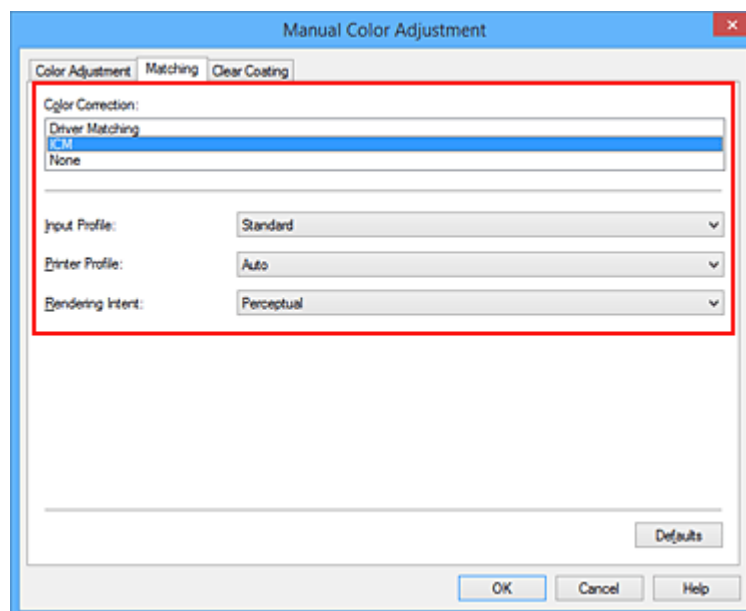 Manual Color Adjustment
Color Adjustment Matching Clear Coating
Color Correction:
Driver Matching
ICM
None
Input Profile: Standard
Printer Profile: Auto
Rendering Intent: Perceptual
Defaults
OK Cancel Help